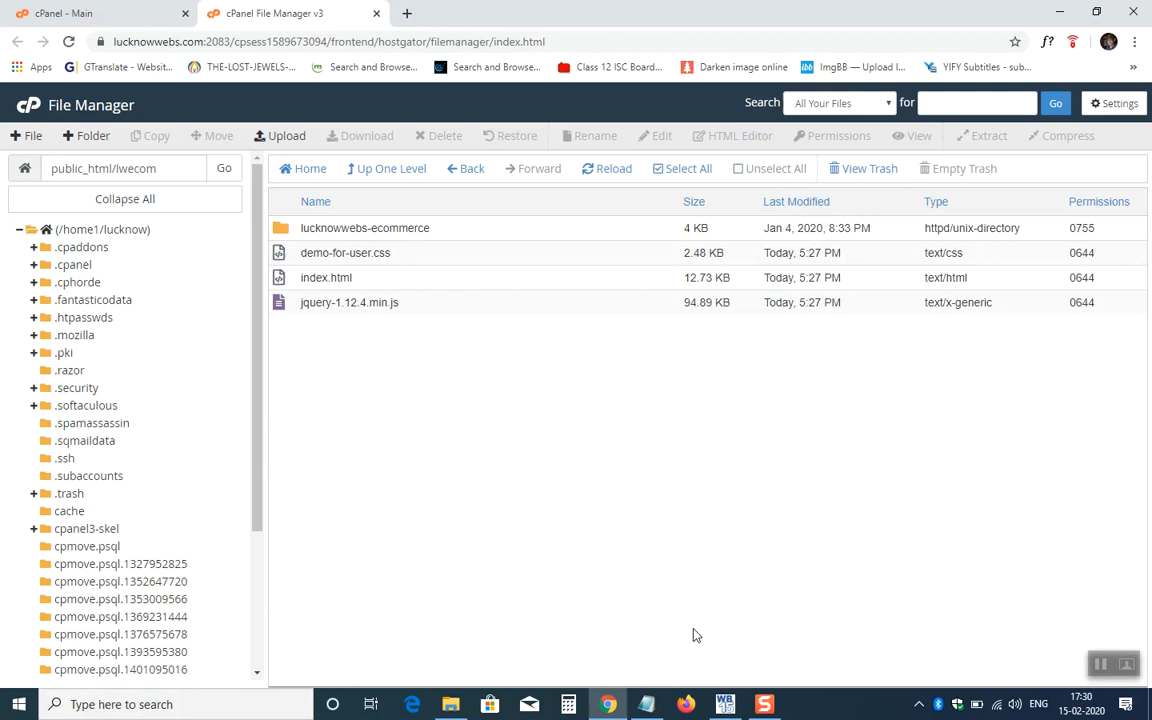 cPanel - Main
cPanel File Manager v3
lucknowwebs.com:2083/cpsess1589673094/frontend/hostgator/filemanager/index.html
Apps
GTranslate - Websit...
THE-LOST-JEWELS-...
Search and Browse...
Search and Browse...
Class 12 ISC Board...
Darken image online
ImgBB — Upload I...
YIFY Subtitles - sub...
cP File Manager
Search
All Your Files
for
Go
Settings
File
Folder
Copy
Move
Upload
Download
Delete
Restore
Rename
Edit
HTML Editor
Permissions
View
Extract
Compress
public_html/lwecom
Go
Home
Up One Level
Back
Forward
Reload
Select All
Unselect All
View Trash
Empty Trash
Collapse All
Name Size Last Modified Type Permissions
lucknowwebs-ecommerce 4 KB Jan 4, 2020, 8:33 PM httpd/unix-directory 0755
demo-for-user.css 2.48 KB Today, 5:27 PM text/css 0644
index.html 12.73 KB Today, 5:27 PM text/html 0644
jquery-1.12.4.min.js 94.89 KB Today, 5:27 PM text/x-generic 0644
(/home1/lucknow)
.cpaddons
.cpanel
.cphorde
.fantasticodata
.htpasswds
.mozilla
.pki
.razor
.security
.softaculous
.spamassassin
.sqmaildata
.ssh
.subaccounts
.trash
cache
cpanel3-skel
cpmove.psql
cpmove.psql.1327952825
cpmove.psql.1352647720
cpmove.psql.1353009566
cpmove.psql.1369231444
cpmove.psql.1376575678
cpmove.psql.1393595380
cpmove.psql.1401095016
Type here to search
ENG
17:30
15-02-2020